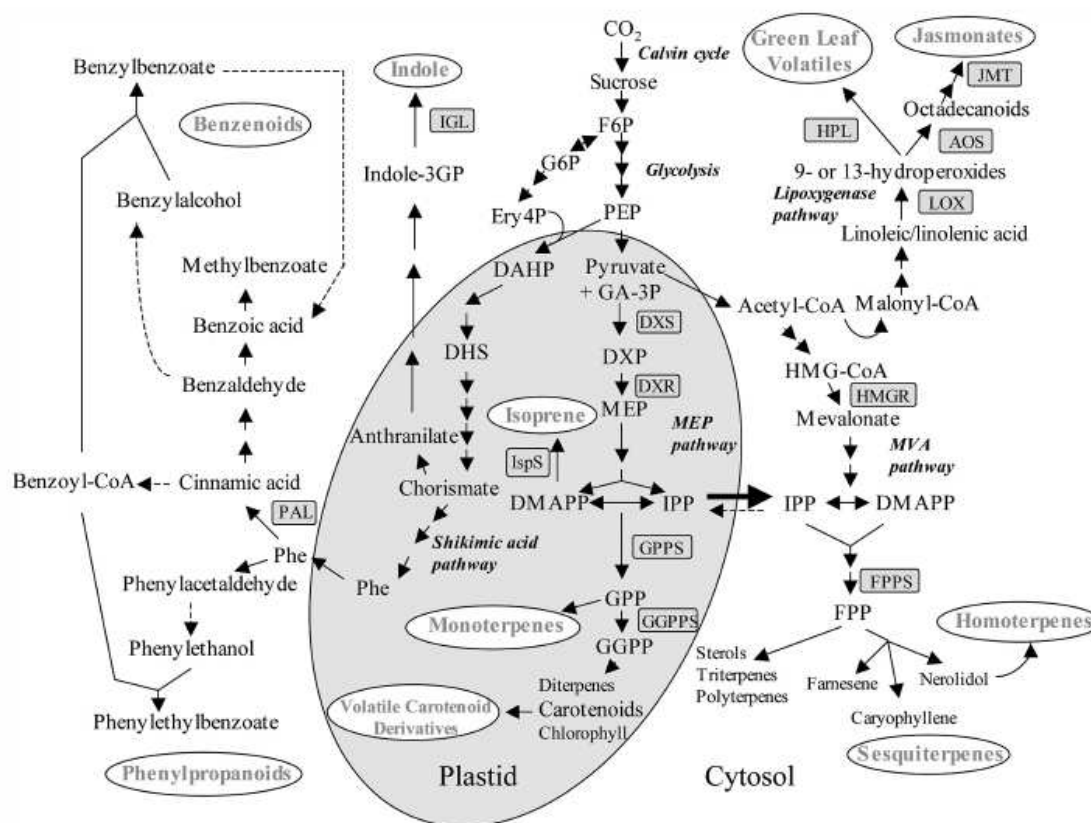 CO2
Calvin cycle
Sucrose
F6P
G6P
Glycolysis
Ery4P
PEP
Benzylbenzoate
Benzenoids
Benzylalcohol
Methylbenzoate
Benzoic acid
Benzaldehyde
Benzoyl-CoA
Cinnamic acid
PAL
Phe
Phenylacetaldehyde
Phenylethanol
Phenylethylbenzoate
Phenylpropanoids
Indole
IGL
Indole-3GP
DAHP
DHS
Anthranilate
Chorismate
Shikimic acid
pathway
Phe
Pyruvate
+ GA-3P
DXS
DXP
DXR
MEP
MEP
pathway
Isoprene
IspS
DMAPP
IPP
GPPS
GPP
Monoterpenes
GGPPS
GGPP
Diterpenes
Carotenoids
Chlorophyll
Volatile Carotenoid
Derivatives
Plastid
Cytosol
Green Leaf
Volatiles
Jasmonates
JMT
Octadecanoids
HPL
AOS
9- or 13-hydroperoxides
Lipoxygenase
pathway
LOX
Linoleic/linolenic acid
Acetyl-CoA
Malonyl-CoA
HMG-CoA
HMGR
Mevalonate
MVA
pathway
IPP
DMAPP
FPPS
FPP
Sterols
Triterpenes
Polyterpenes
Farnesene
Nerolidol
Homoterpenes
Caryophyllene
Sesquiterpenes